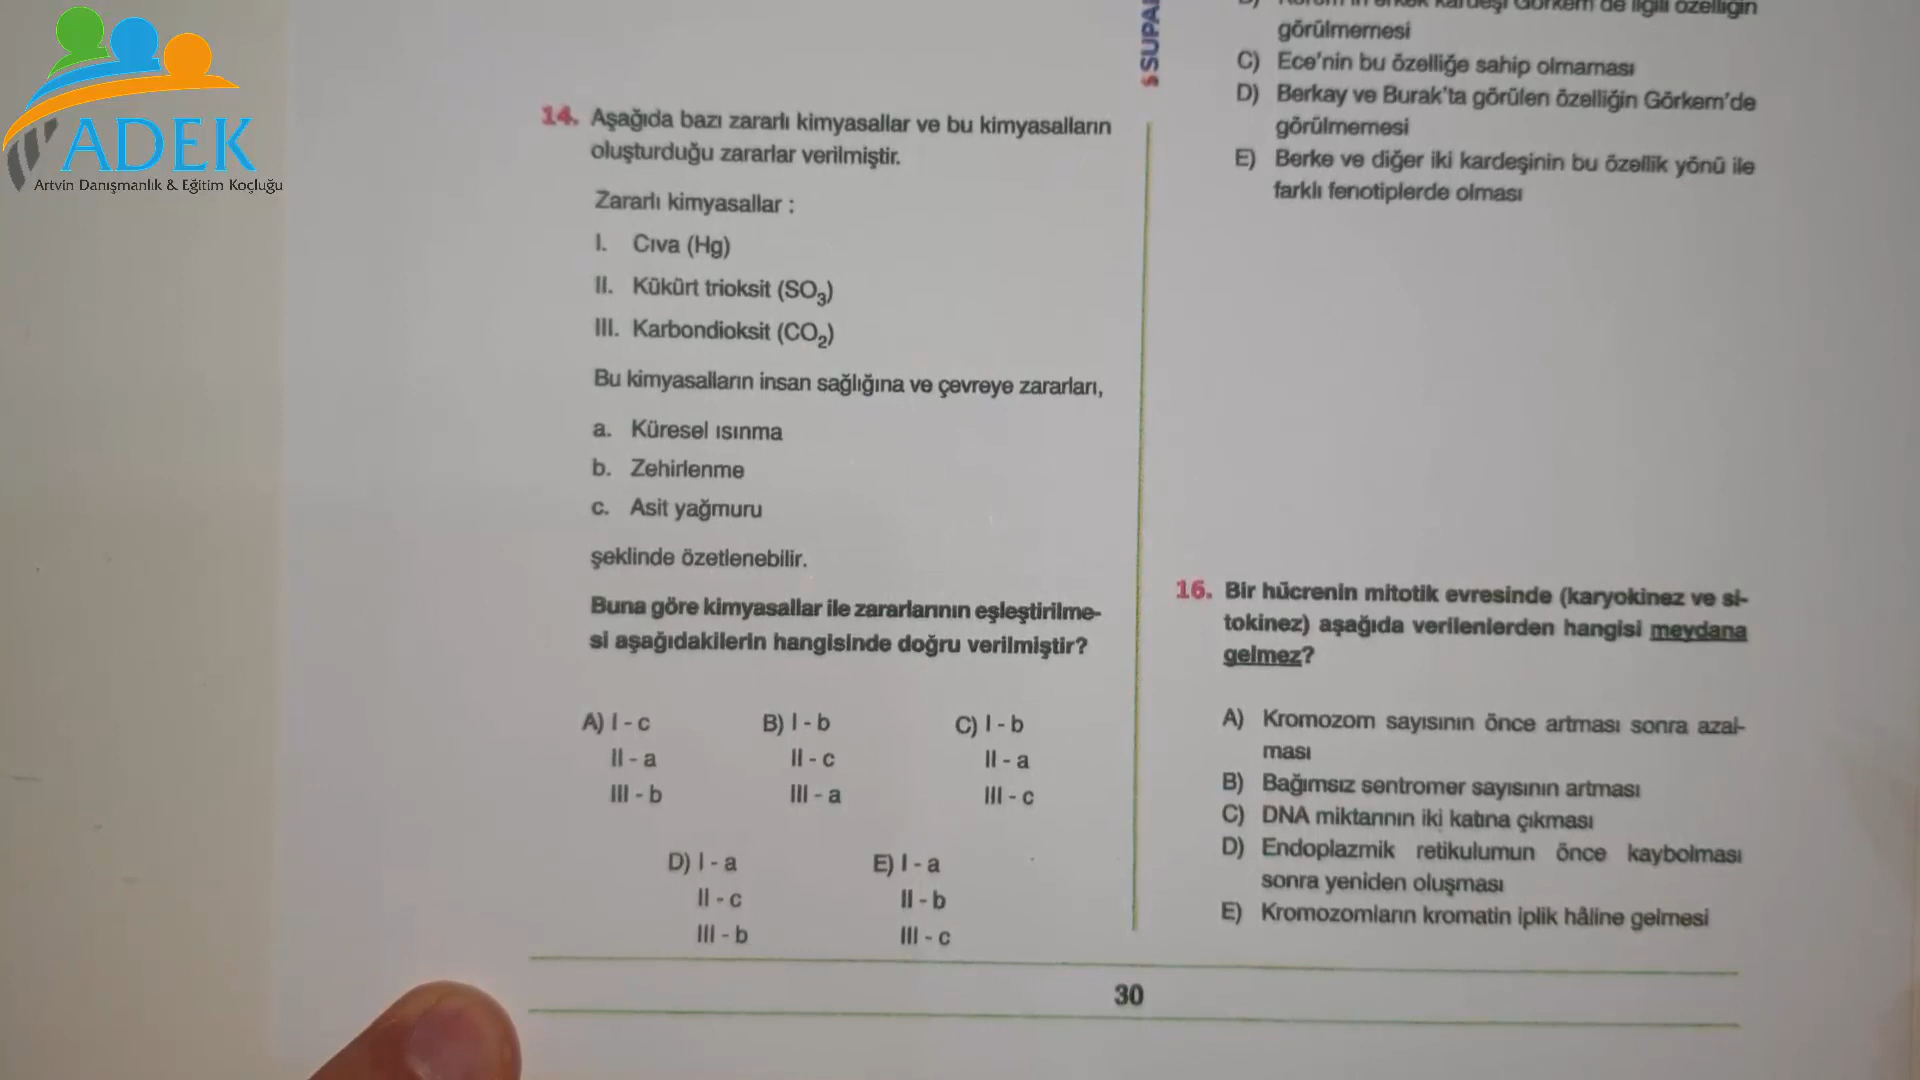 ADEK
Artvin Danışmanlık & Eğitim Koçluğu
14. Aşağıda bazı zararlı kimyasallar ve bu kimyasalların
oluşturduğu zararlar verilmiştir.
Zararlı kimyasallar :
I. Cıva (Hg)
II. Kükürt trioksit (SO₃)
III. Karbondioksit (CO₂)
Bu kimyasalların insan sağlığına ve çevreye zararları,
a. Küresel ısınma
b. Zehirlenme
c. Asit yağmuru
şeklinde özetlenebilir.
Buna göre kimyasallar ile zararlarının eşleştirilme-
si aşağıdakilerin hangisinde doğru verilmiştir?
A) I - c
II - a
III - b
B) I - b
II - c
III - a
C) I - b
II - a
III - c
D) I - a
II - c
III - b
E) I - a
II - b
III - c
SUPA
erkek kardeşi Görkem'de ilgili özelliğin
görülmemesi
C) Ece'nin bu özelliğe sahip olmaması
D) Berkay ve Burak'ta görülen özelliğin Görkem'de
görülmemesi
E) Berke ve diğer iki kardeşinin bu özellik yönü ile
farklı fenotiplerde olması
16. Bir hücrenin mitotik evresinde (karyokinez ve si-
tokinez) aşağıda verilenlerden hangisi meydana
gelmez?
A) Kromozom sayısının önce artması sonra azal-
ması
B) Bağımsız sentromer sayısının artması
C) DNA miktarının iki katına çıkması
D) Endoplazmik retikulumun önce kaybolması
sonra yeniden oluşması
E) Kromozomların kromatin iplik hâline gelmesi
30